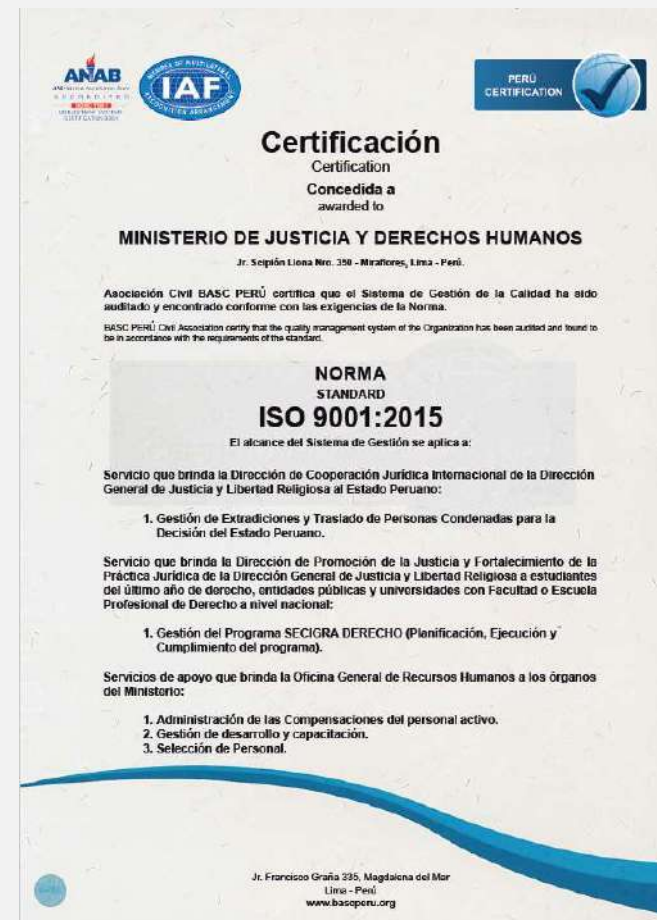 ANAB
ACCREDITED
MEMBER OF MULTILATERAL
IAF
RECOGNITION ARRANGEMENT
PERÚ
CERTIFICATION
Certificación
Certification
Concedida a
awarded to
MINISTERIO DE JUSTICIA Y DERECHOS HUMANOS
Jr. Scipión Llona Nro. 350 - Miraflores, Lima - Perú.
Asociación Civil BASC PERÚ certifica que el Sistema de Gestión de la Calidad ha sido
auditado y encontrado conforme con las exigencias de la Norma.
BASC PERÚ Civil Association certify that the quality management system of the Organization has been audited and found to
be in accordance with the requirements of the standard.
NORMA
STANDARD
ISO 9001:2015
El alcance del Sistema de Gestión se aplica a:
Servicio que brinda la Dirección de Cooperación Jurídica Internacional de la Dirección
General de Justicia y Libertad Religiosa al Estado Peruano:
1. Gestión de Extradiciones y Traslado de Personas Condenadas para la
Decisión del Estado Peruano.
Servicio que brinda la Dirección de Promoción de la Justicia y Fortalecimiento de la
Práctica Jurídica de la Dirección General de Justicia y Libertad Religiosa a estudiantes
del último año de derecho, entidades públicas y universidades con Facultad o Escuela
Profesional de Derecho a nivel nacional:
1. Gestión del Programa SECIGRA DERECHO (Planificación, Ejecución y
Cumplimiento del programa).
Servicios de apoyo que brinda la Oficina General de Recursos Humanos a los órganos
del Ministerio:
1. Administración de las Compensaciones del personal activo.
2. Gestión de desarrollo y capacitación.
3. Selección de Personal.
Jr. Francisco Graña 335, Magdalena del Mar
Lima - Perú
www.bascperu.org